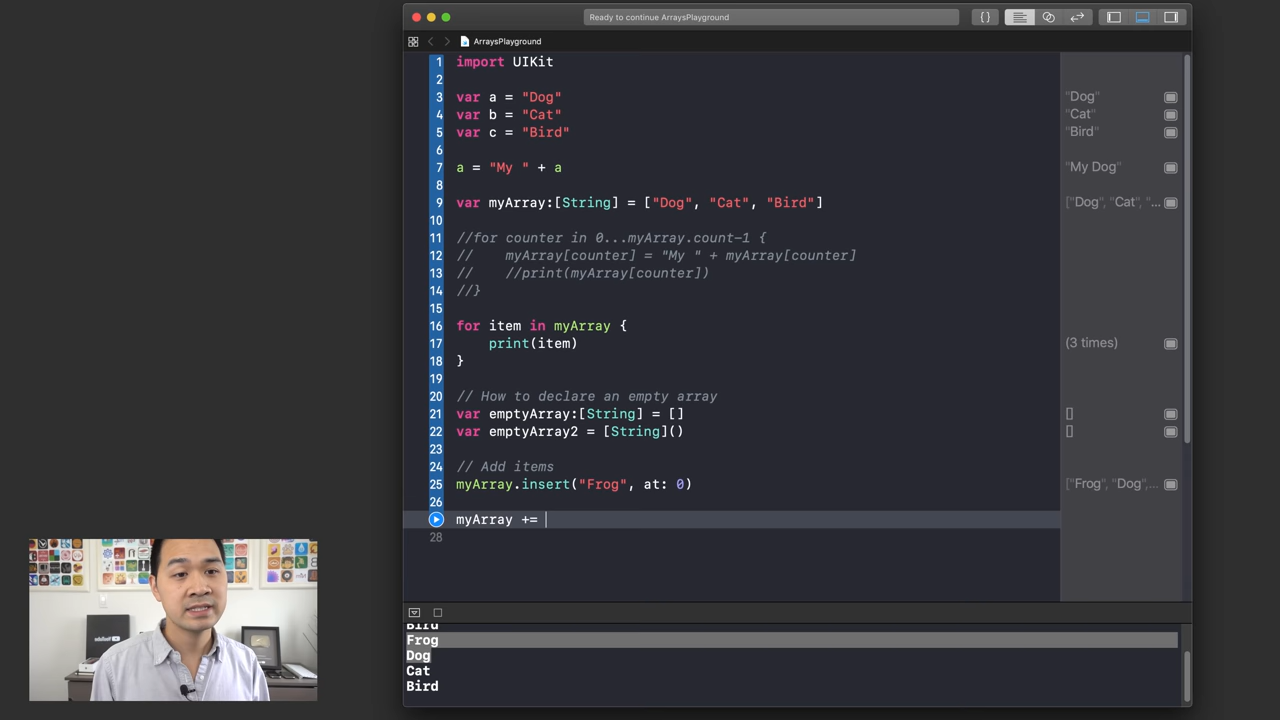 Ready to continue ArraysPlayground
{}
ArraysPlayground
1 import UIKit
2
3 var a = "Dog" "Dog"
4 var b = "Cat" "Cat"
5 var c = "Bird" "Bird"
6
7 a = "My " + a "My Dog"
8
9 var myArray:[String] = ["Dog", "Cat", "Bird"] ["Dog", "Cat", "...
10
11 //for counter in 0...myArray.count-1 {
12 //    myArray[counter] = "My " + myArray[counter]
13 //    //print(myArray[counter])
14 //}
15
16 for item in myArray {
17     print(item) (3 times)
18 }
19
20 // How to declare an empty array
21 var emptyArray:[String] = [] []
22 var emptyArray2 = [String]() []
23
24 // Add items
25 myArray.insert("Frog", at: 0) ["Frog", "Dog",...
26
myArray +=
28
Bird
Frog
Dog
Cat
Bird